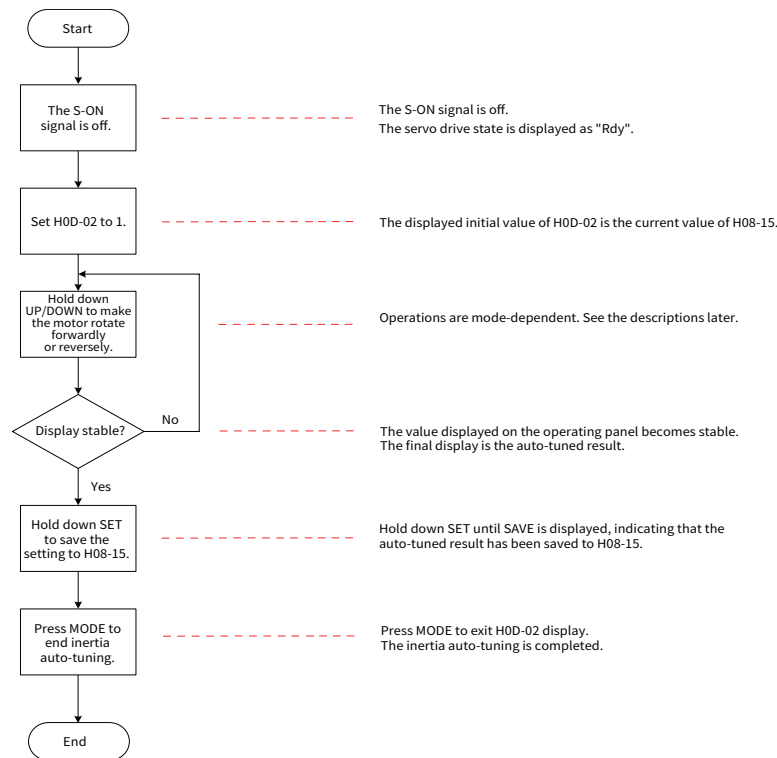 Start
The S-ON
signal is off.
The S-ON signal is off.
The servo drive state is displayed as "Rdy".
Set H0D-02 to 1.
The displayed initial value of H0D-02 is the current value of H08-15.
Hold down
UP/DOWN to make
the motor rotate
forwardly
or reversely.
Operations are mode-dependent. See the descriptions later.
Display stable?
No
The value displayed on the operating panel becomes stable.
The final display is the auto-tuned result.
Yes
Hold down SET
to save the
setting to H08-15.
Hold down SET until SAVE is displayed, indicating that the
auto-tuned result has been saved to H08-15.
Press MODE to
end inertia
auto-tuning.
Press MODE to exit H0D-02 display.
The inertia auto-tuning is completed.
End